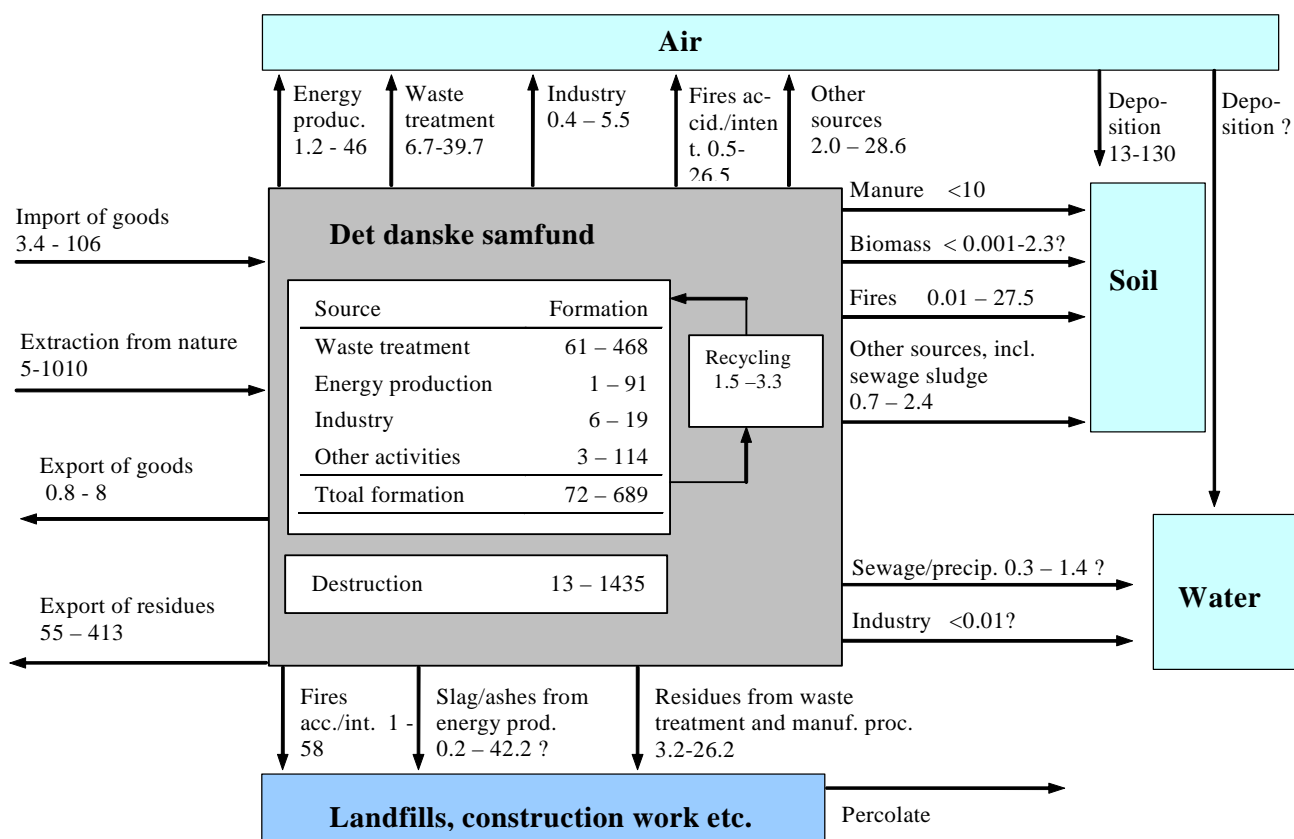 Air
Energy
produc.
1.2 - 46
Waste
treatment
6.7-39.7
Industry
0.4 – 5.5
Fires ac-
cid./inten
t. 0.5-
26.5
Other
sources
2.0 – 28.6
Depo-
sition
13-130
Depo-
sition ?
Import of goods
3.4 - 106
Extraction from nature
5-1010
Export of goods
0.8 - 8
Export of residues
55 – 413
Det danske samfund
Source Formation
Waste treatment 61 – 468
Energy production 1 – 91
Industry 6 – 19
Other activities 3 – 114
Ttoal formation 72 – 689
Recycling
1.5 –3.3
Destruction 13 – 1435
Manure <10
Biomass < 0.001-2.3?
Fires 0.01 – 27.5
Other sources, incl.
sewage sludge
0.7 – 2.4
Soil
Sewage/precip. 0.3 – 1.4 ?
Industry <0.01?
Water
Fires
acc./int. 1 -
58
Slag/ashes from
energy prod.
0.2 – 42.2 ?
Residues from waste
treatment and manuf. proc.
3.2-26.2
Landfills, construction work etc.
Percolate